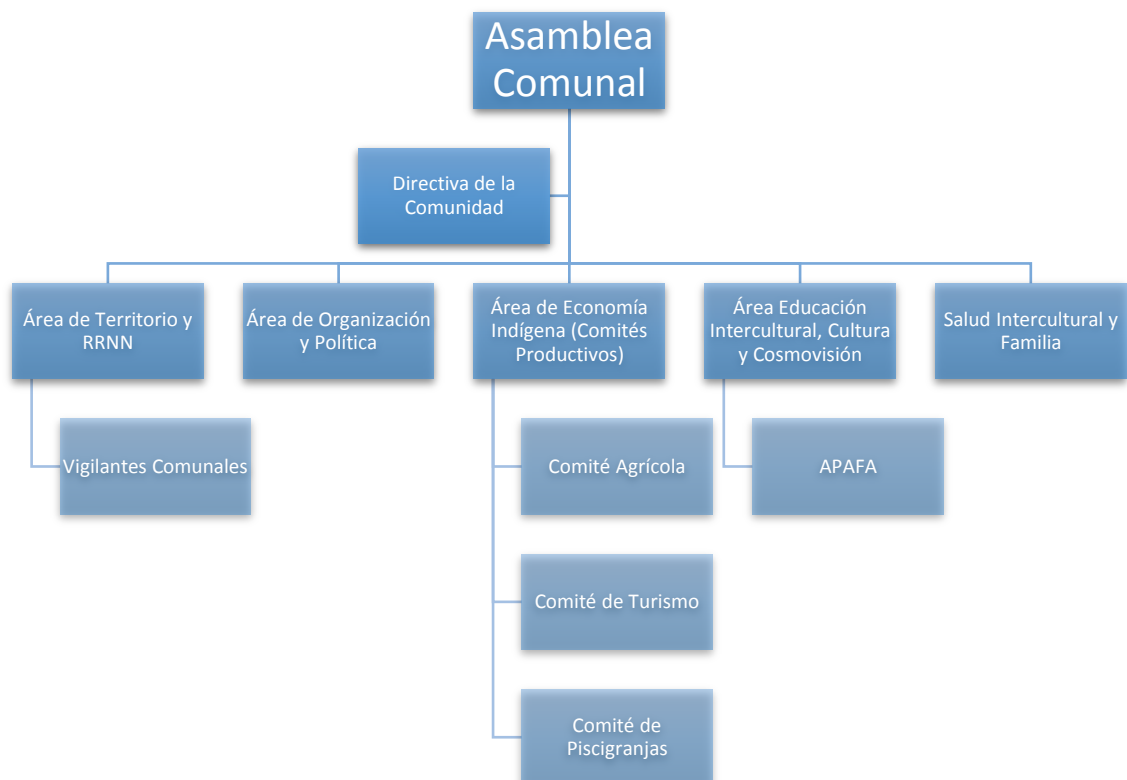 Asamblea
Comunal
Directiva de la
Comunidad
Área de Territorio y
RRNN
Área de Organización
y Política
Área de Economía
Indígena (Comités
Productivos)
Área Educación
Intercultural, Cultura
y Cosmovisión
Salud Intercultural y
Familia
Vigilantes Comunales
Comité Agrícola
APAFA
Comité de Turismo
Comité de
Piscigranjas